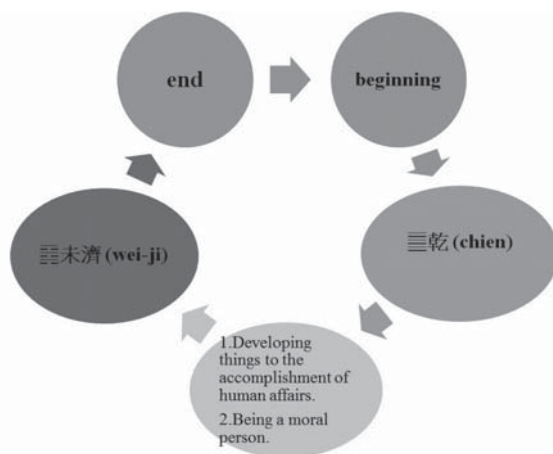 end
beginning
䷿未濟 (wei-ji)
䷀乾 (chien)
1.Developing
things to the
accomplishment of
human affairs.
2.Being a moral
person.